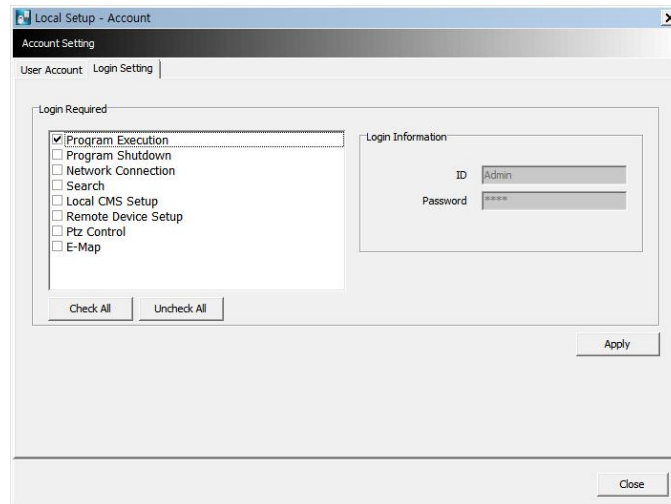 Local Setup - Account
Account Setting
User Account Login Setting
Login Required
Program Execution
Program Shutdown
Network Connection
Search
Local CMS Setup
Remote Device Setup
Ptz Control
E-Map
Check All Uncheck All
Login Information
ID Admin
Password ****
Apply
Close